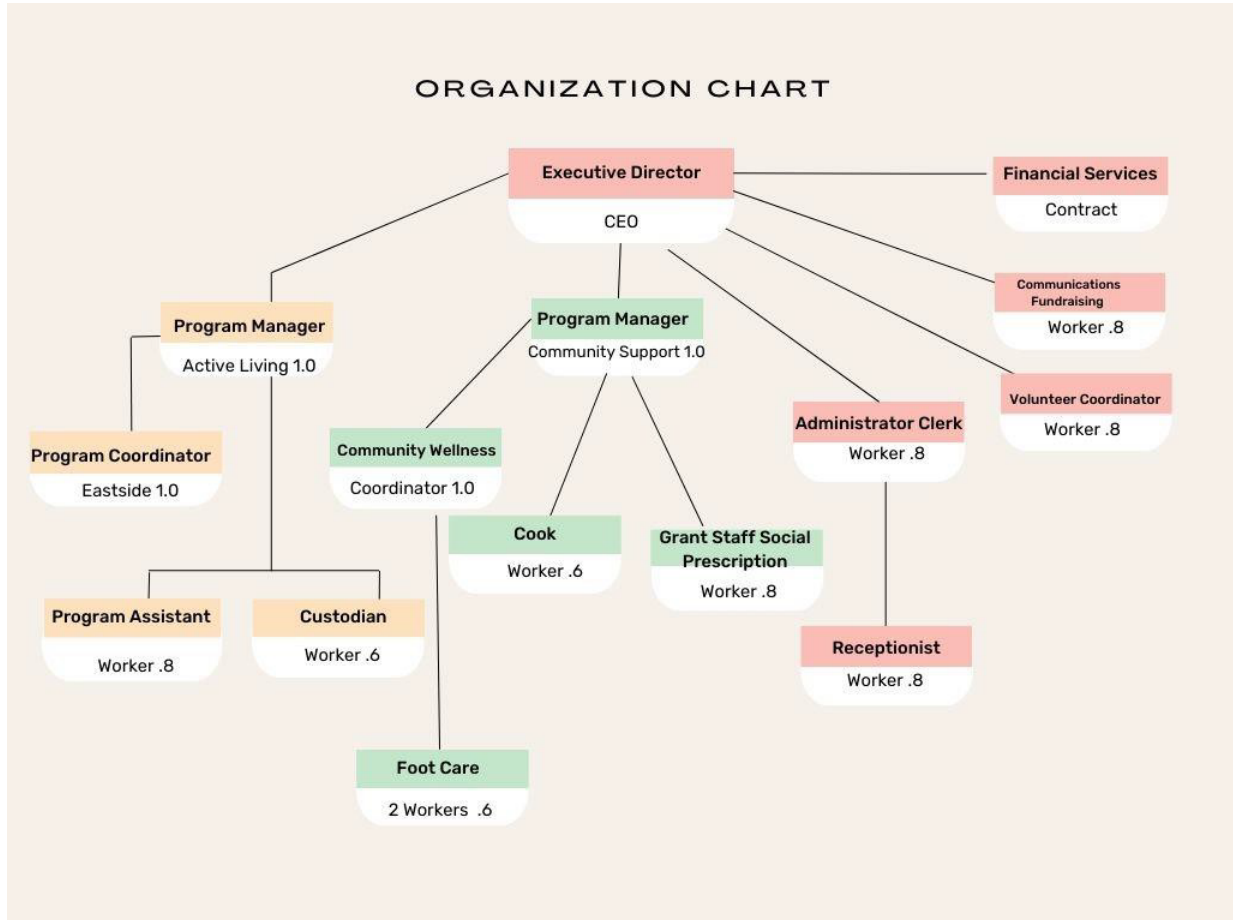 ORGANIZATION CHART
Executive Director
CEO
Financial Services
Contract
Communications
Fundraising
Worker .8
Volunteer Coordinator
Worker .8
Program Manager
Active Living 1.0
Program Manager
Community Support 1.0
Administrator Clerk
Worker .8
Program Coordinator
Eastside 1.0
Community Wellness
Coordinator 1.0
Cook
Worker .6
Grant Staff Social
Prescription
Worker .8
Program Assistant
Worker .8
Custodian
Worker .6
Receptionist
Worker .8
Foot Care
2 Workers .6